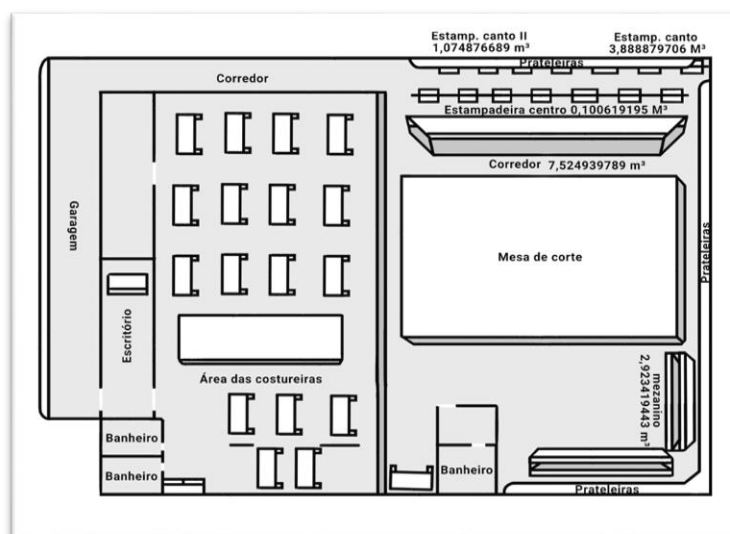 Estamp. canto II
1,074876689 m³
Estamp. canto
3,888879706 M³
Prateleiras
Corredor
Estampadeira centro 0,100619195 M³
Corredor 7,524939789 m³
Garagem
Prateleiras
Mesa de corte
Escritório
Área das costureiras
mezanino
2,923419443 m³
Banheiro
Banheiro
Banheiro
Prateleiras